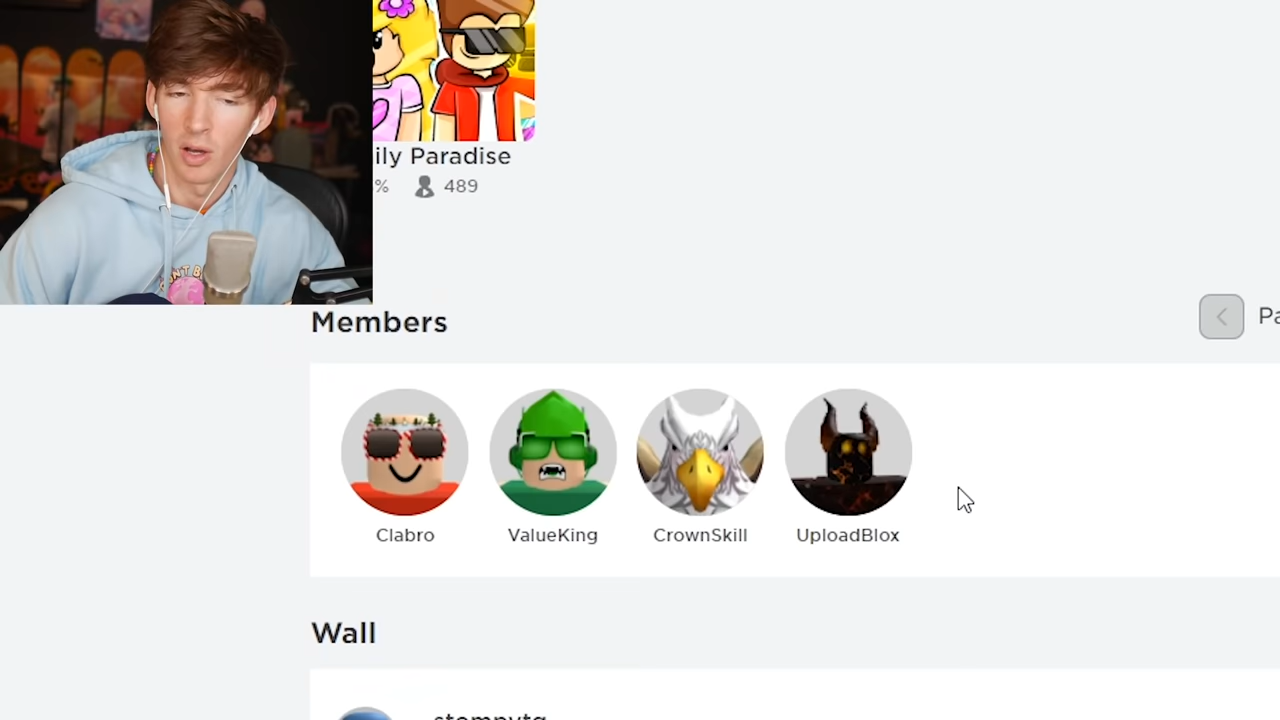 ily Paradise
% 489
Members
Clabro ValueKing CrownSkill UploadBlox
Wall